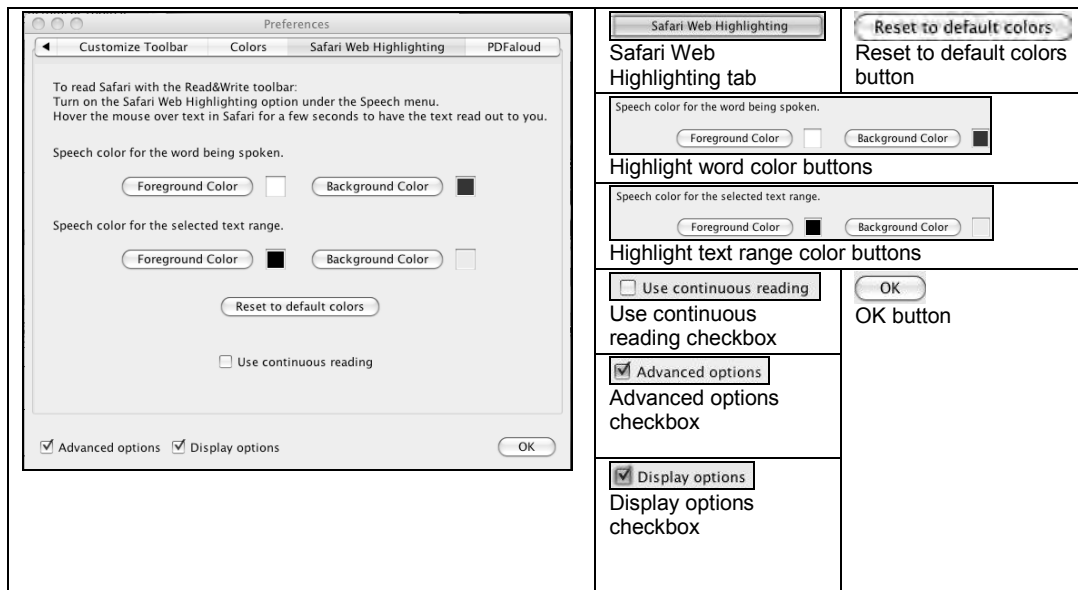 Preferences
Customize Toolbar Colors Safari Web Highlighting PDFaloud
To read Safari with the Read&Write toolbar:
Turn on the Safari Web Highlighting option under the Speech menu.
Hover the mouse over text in Safari for a few seconds to have the text read out to you.
Speech color for the word being spoken.
Foreground Color Background Color
Speech color for the selected text range.
Foreground Color Background Color
Reset to default colors
Use continuous reading
Advanced options Display options OK
Safari Web Highlighting
Safari Web
Highlighting tab
Reset to default colors
Reset to default colors
button
Speech color for the word being spoken.
Foreground Color Background Color
Highlight word color buttons
Speech color for the selected text range.
Foreground Color Background Color
Highlight text range color buttons
Use continuous reading
Use continuous
reading checkbox
OK
OK button
Advanced options
Advanced options
checkbox
Display options
Display options
checkbox